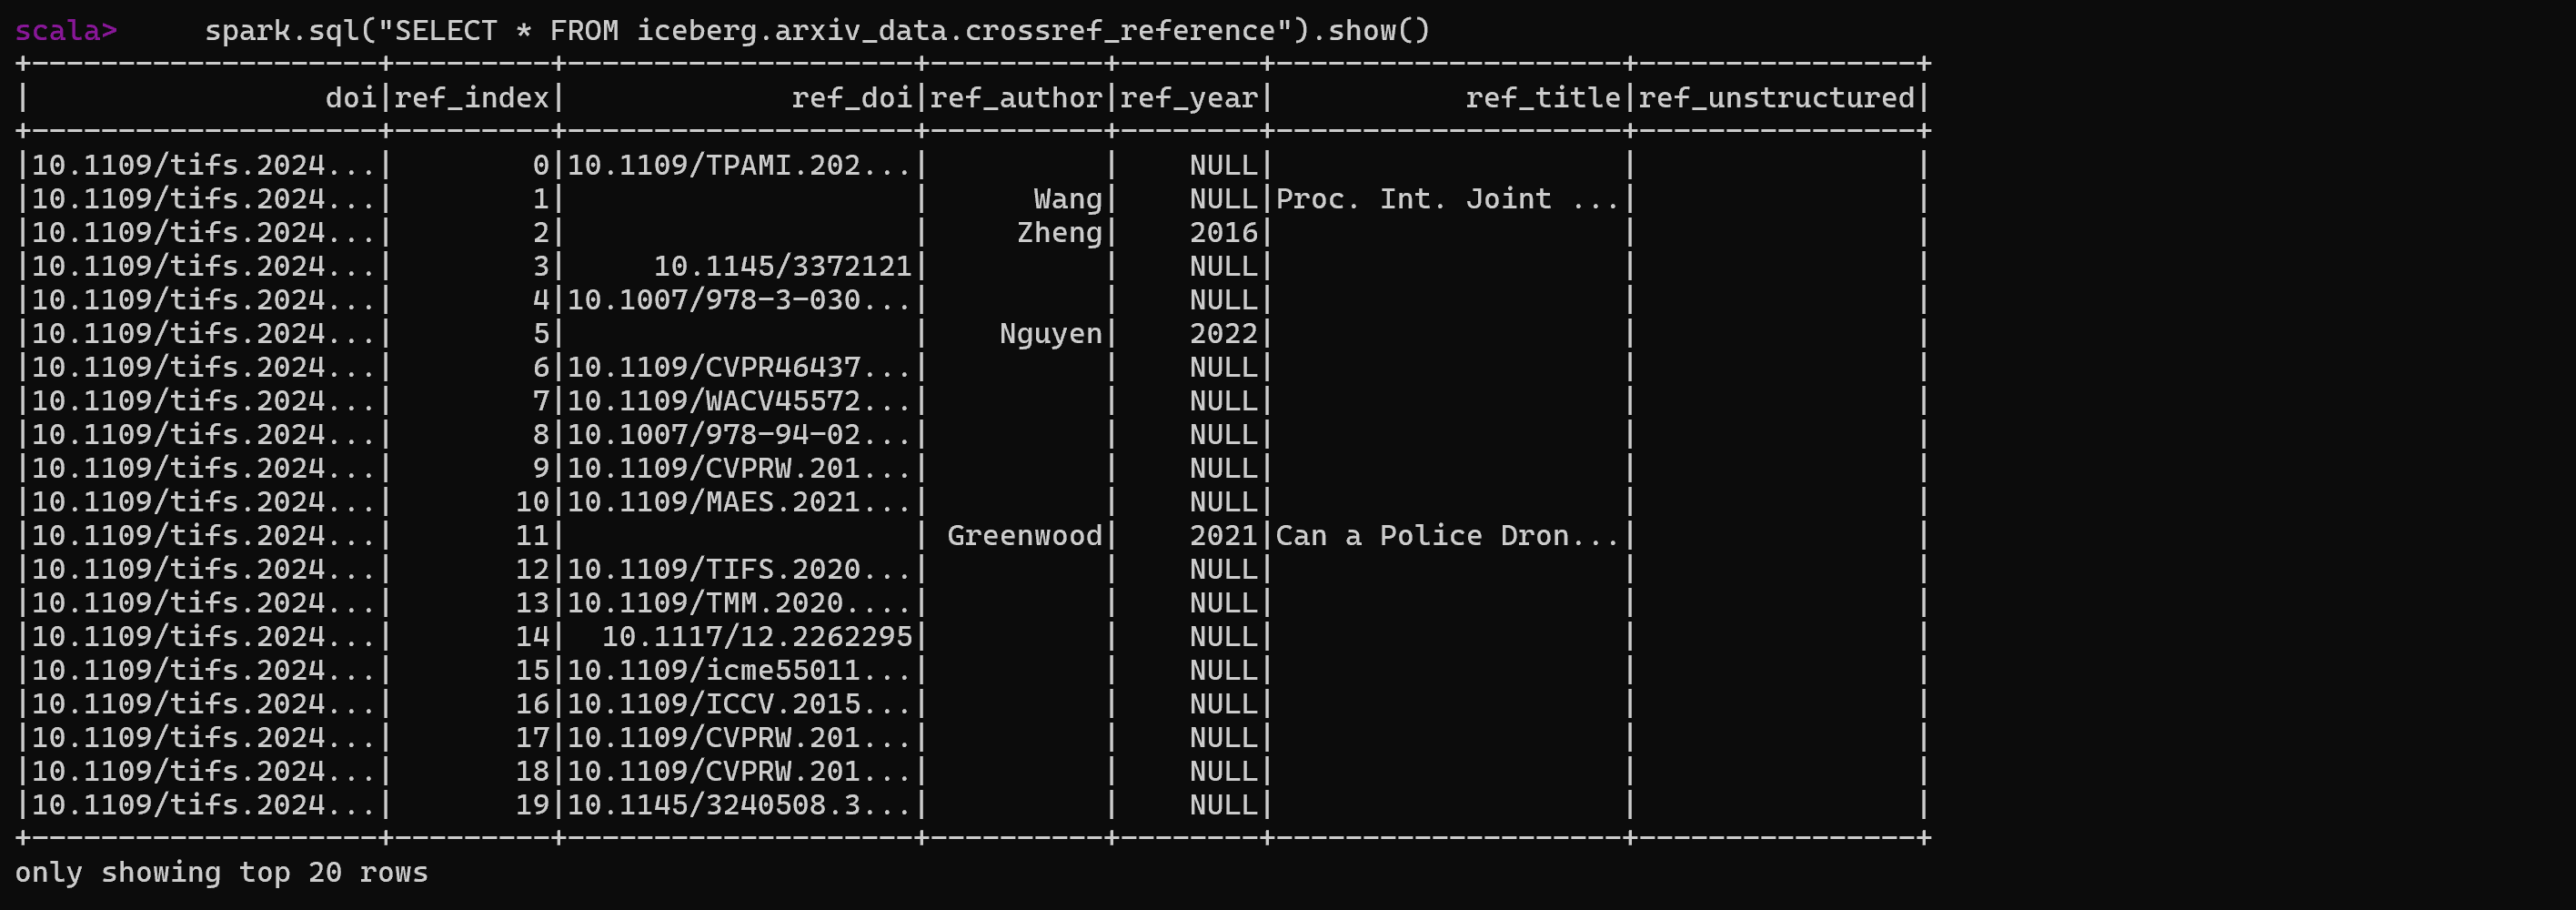 scala>     spark.sql("SELECT * FROM iceberg.arxiv_data.crossref_reference").show()
+--------------------+---------+--------------------+----------+--------+--------------------+----------------+
|                 doi|ref_index|             ref_doi|ref_author|ref_year|           ref_title|ref_unstructured|
+--------------------+---------+--------------------+----------+--------+--------------------+----------------+
|10.1109/tifs.2024...|        0|10.1109/TPAMI.202...|          |    NULL|                    |                |
|10.1109/tifs.2024...|        1|                    |      Wang|    NULL|Proc. Int. Joint ...|                |
|10.1109/tifs.2024...|        2|                    |     Zheng|    2016|                    |                |
|10.1109/tifs.2024...|        3|     10.1145/3372121|          |    NULL|                    |                |
|10.1109/tifs.2024...|        4|10.1007/978-3-030...|          |    NULL|                    |                |
|10.1109/tifs.2024...|        5|                    |    Nguyen|    2022|                    |                |
|10.1109/tifs.2024...|        6|10.1109/CVPR46437...|          |    NULL|                    |                |
|10.1109/tifs.2024...|        7|10.1109/WACV45572...|          |    NULL|                    |                |
|10.1109/tifs.2024...|        8|10.1007/978-94-02...|          |    NULL|                    |                |
|10.1109/tifs.2024...|        9|10.1109/CVPRW.201...|          |    NULL|                    |                |
|10.1109/tifs.2024...|       10|10.1109/MAES.2021...|          |    NULL|                    |                |
|10.1109/tifs.2024...|       11|                    | Greenwood|    2021|Can a Police Dron...|                |
|10.1109/tifs.2024...|       12|10.1109/TIFS.2020...|          |    NULL|                    |                |
|10.1109/tifs.2024...|       13|10.1109/TMM.2020....|          |    NULL|                    |                |
|10.1109/tifs.2024...|       14|  10.1117/12.2262295|          |    NULL|                    |                |
|10.1109/tifs.2024...|       15|10.1109/icme55011...|          |    NULL|                    |                |
|10.1109/tifs.2024...|       16|10.1109/ICCV.2015...|          |    NULL|                    |                |
|10.1109/tifs.2024...|       17|10.1109/CVPRW.201...|          |    NULL|                    |                |
|10.1109/tifs.2024...|       18|10.1109/CVPRW.201...|          |    NULL|                    |                |
|10.1109/tifs.2024...|       19|10.1145/3240508.3...|          |    NULL|                    |                |
+--------------------+---------+--------------------+----------+--------+--------------------+----------------+
only showing top 20 rows